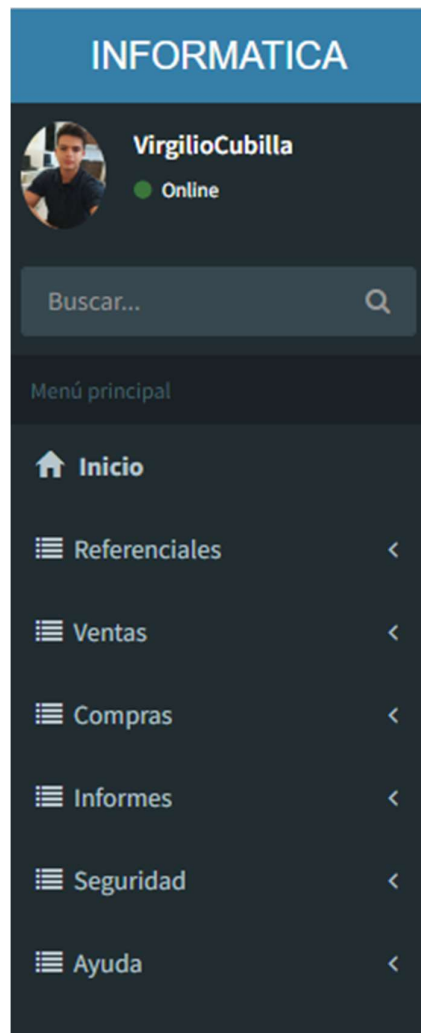 INFORMATICA
VirgilioCubilla
Online
Buscar...
Menú principal
Inicio
Referenciales
Ventas
Compras
Informes
Seguridad
Ayuda